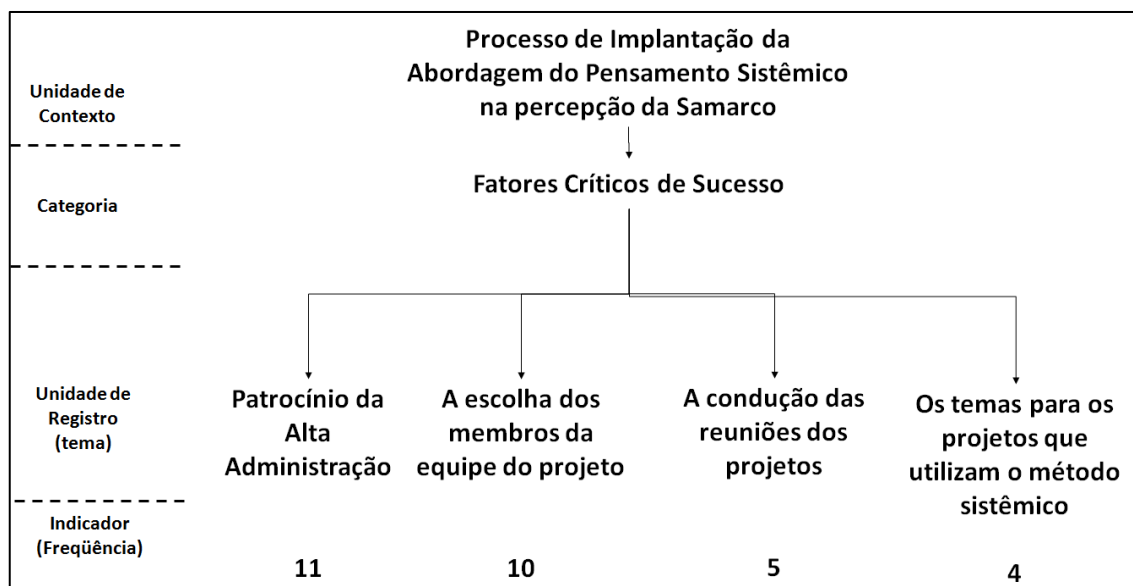 Unidade de
Contexto
Processo de Implantação da
Abordagem do Pensamento Sistêmico
na percepção da Samarco
Categoria
Fatores Críticos de Sucesso
Unidade de
Registro
(tema)
Patrocínio da
Alta
Administração
A escolha dos
membros da
equipe do projeto
A condução das
reuniões dos
projetos
Os temas para os
projetos que
utilizam o método
sistêmico
Indicador
(Freqüência)
11
10
5
4